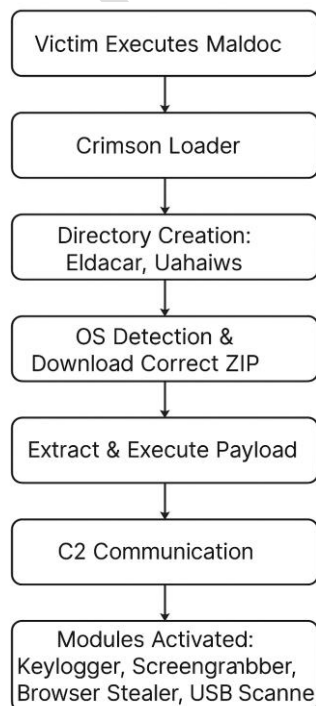 Victim Executes Maldoc
Crimson Loader
Directory Creation:
Eldacar, Uahaiws
OS Detection &
Download Correct ZIP
Extract & Execute Payload
C2 Communication
Modules Activated:
Keylogger, Screengrabber,
Browser Stealer, USB Scanne